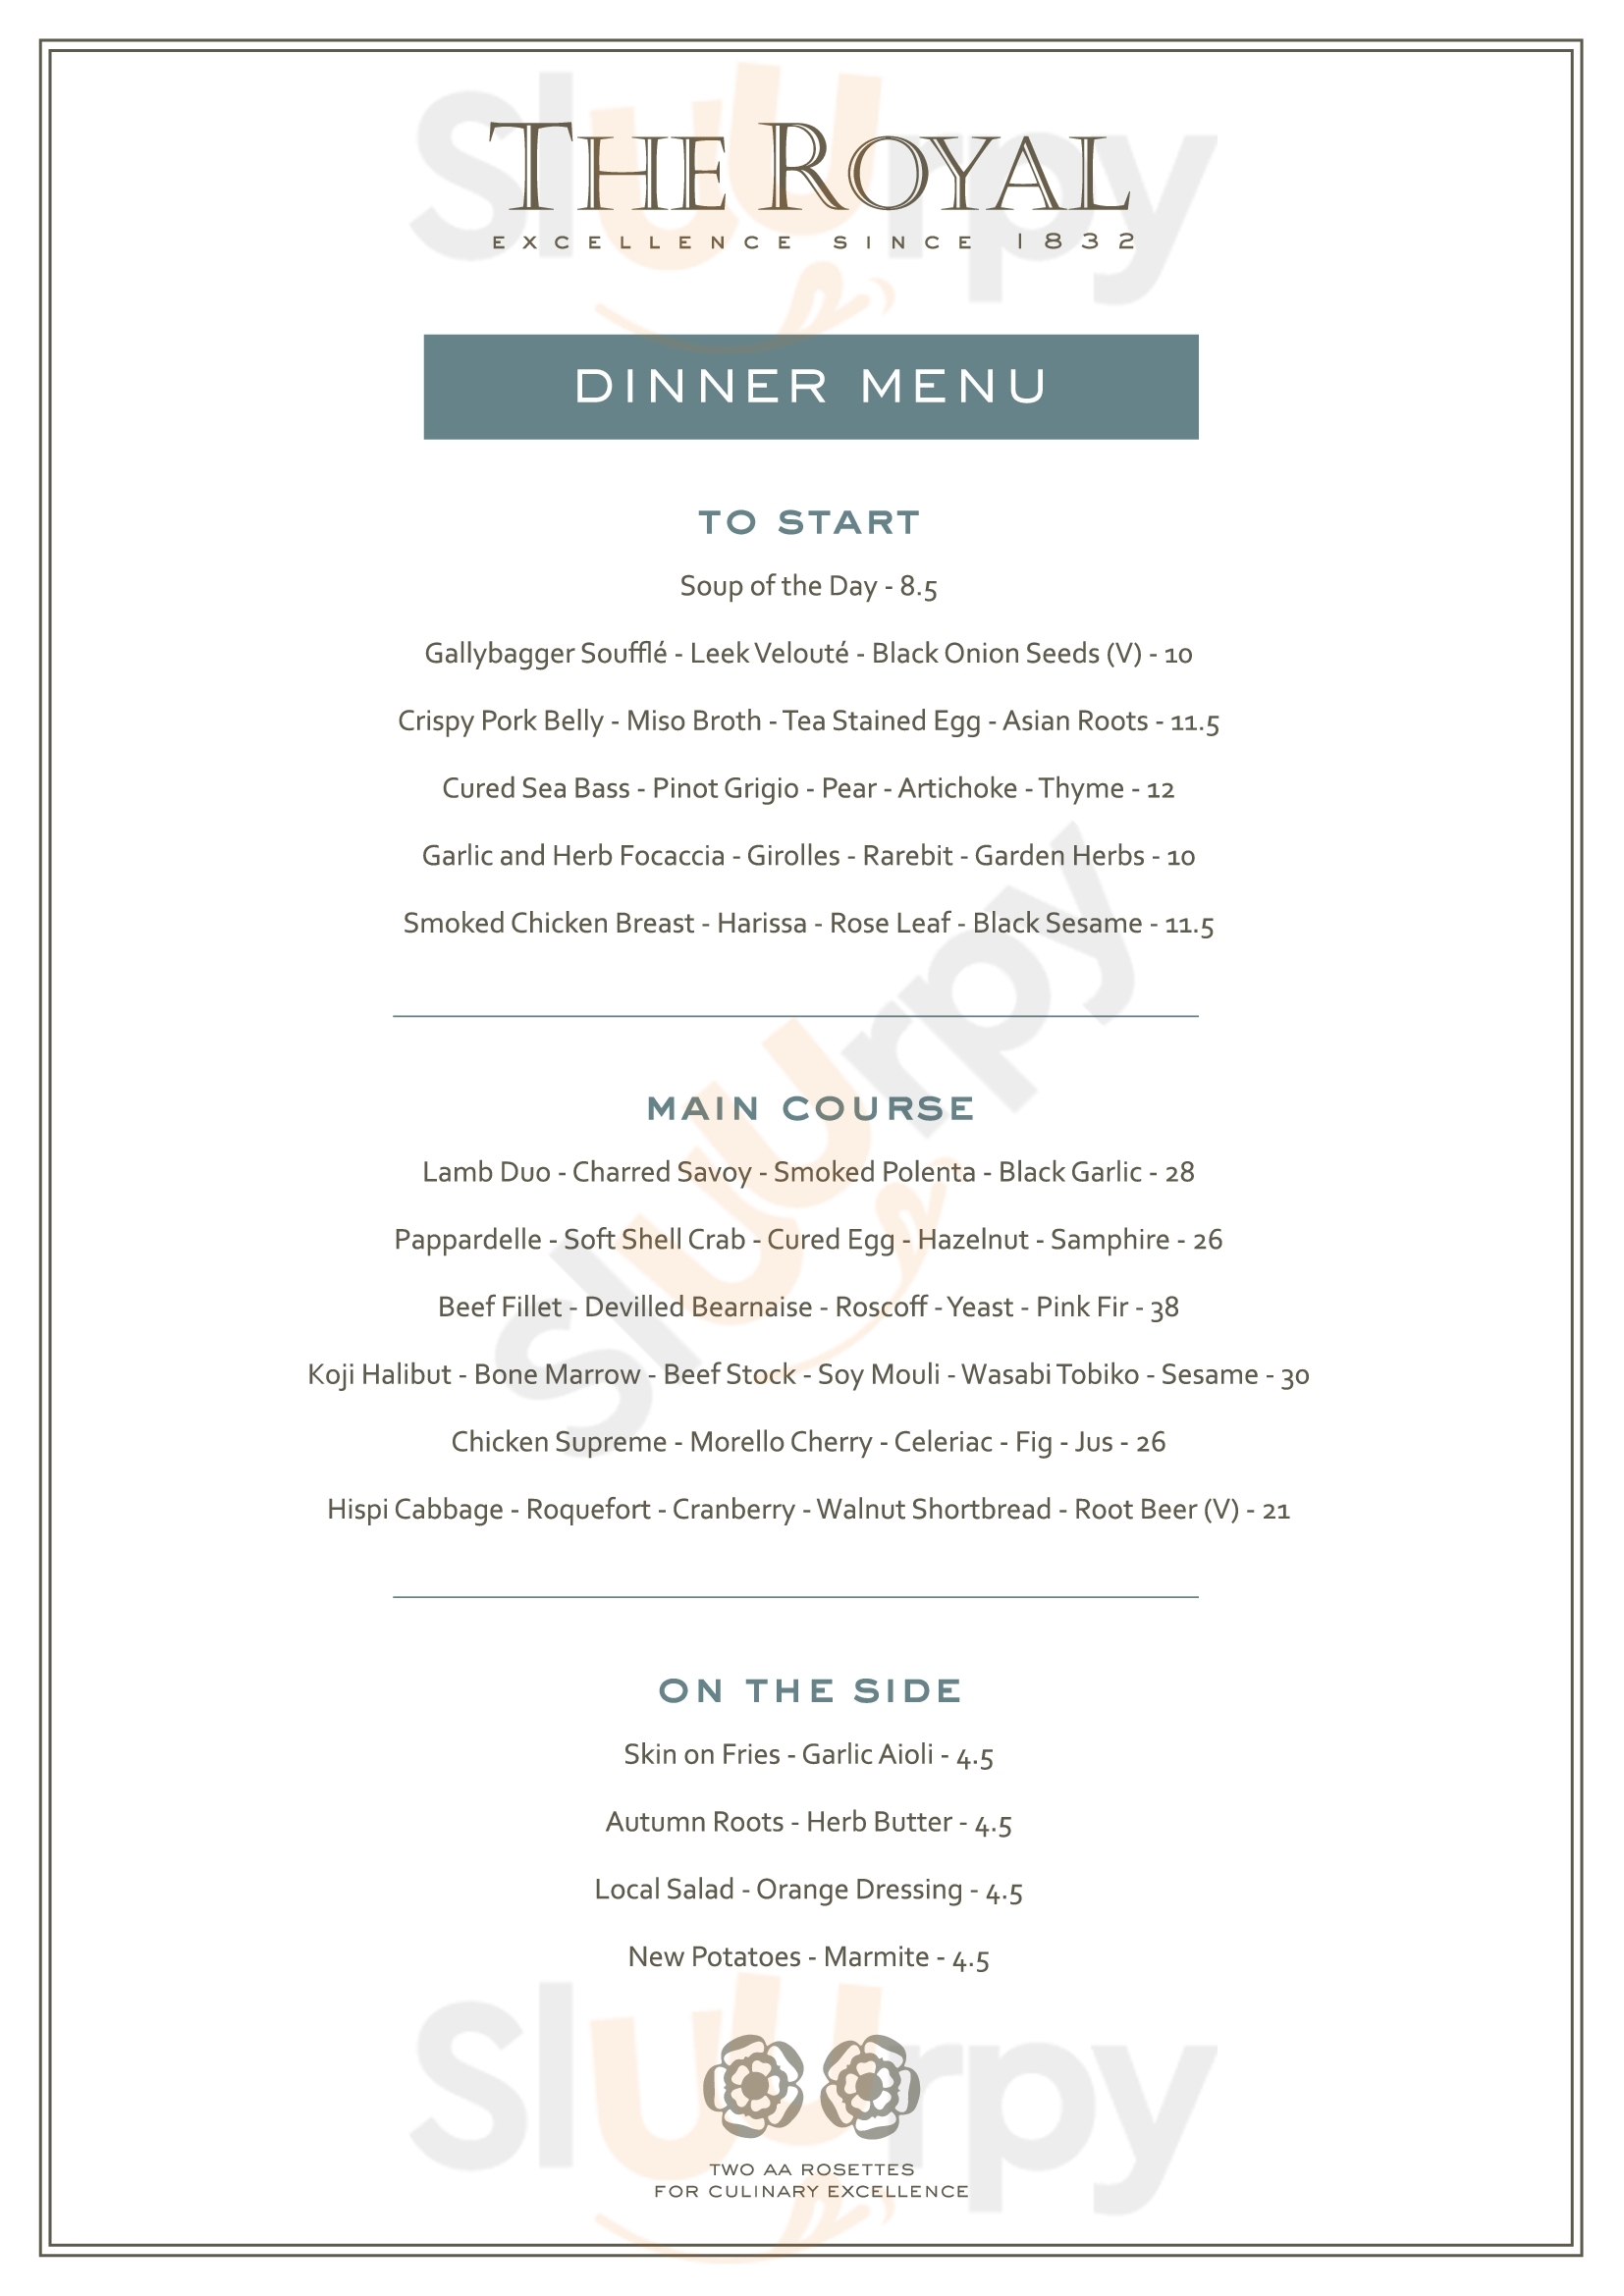 Sluurpy
THE ROYAL
EXCELLENCE SINCE 1832
DINNER MENU
TO START
Soup of the Day - 8.5
Gallybagger Soufflé - Leek Velouté - Black Onion Seeds (V) - 10
Crispy Pork Belly - Miso Broth - Tea Stained Egg - Asian Roots - 11.5
Cured Sea Bass - Pinot Grigio - Pear - Artichoke - Thyme - 12
Garlic and Herb Focaccia - Girolles - Rarebit - Garden Herbs - 10
Smoked Chicken Breast - Harissa - Rose Leaf - Black Sesame - 11.5
Sluurpy
MAIN COURSE
Lamb Duo - Charred Savoy - Smoked Polenta - Black Garlic - 28
Pappardelle - Soft Shell Crab - Cured Egg - Hazelnut - Samphire - 26
Beef Fillet - Devilled Bearnaise - Roscoff - Yeast - Pink Fir - 38
Koji Halibut - Bone Marrow - Beef Stock - Soy Mouli - Wasabi Tobiko - Sesame - 30
Chicken Supreme - Morello Cherry - Celeriac - Fig - Jus - 26
Hispi Cabbage - Roquefort - Cranberry - Walnut Shortbread - Root Beer (V) - 21
ON THE SIDE
Skin on Fries - Garlic Aioli - 4.5
Autumn Roots - Herb Butter - 4.5
Local Salad - Orange Dressing - 4.5
New Potatoes - Marmite - 4.5
Sluurpy
TWO AA ROSETTES
FOR CULINARY EXCELLENCE